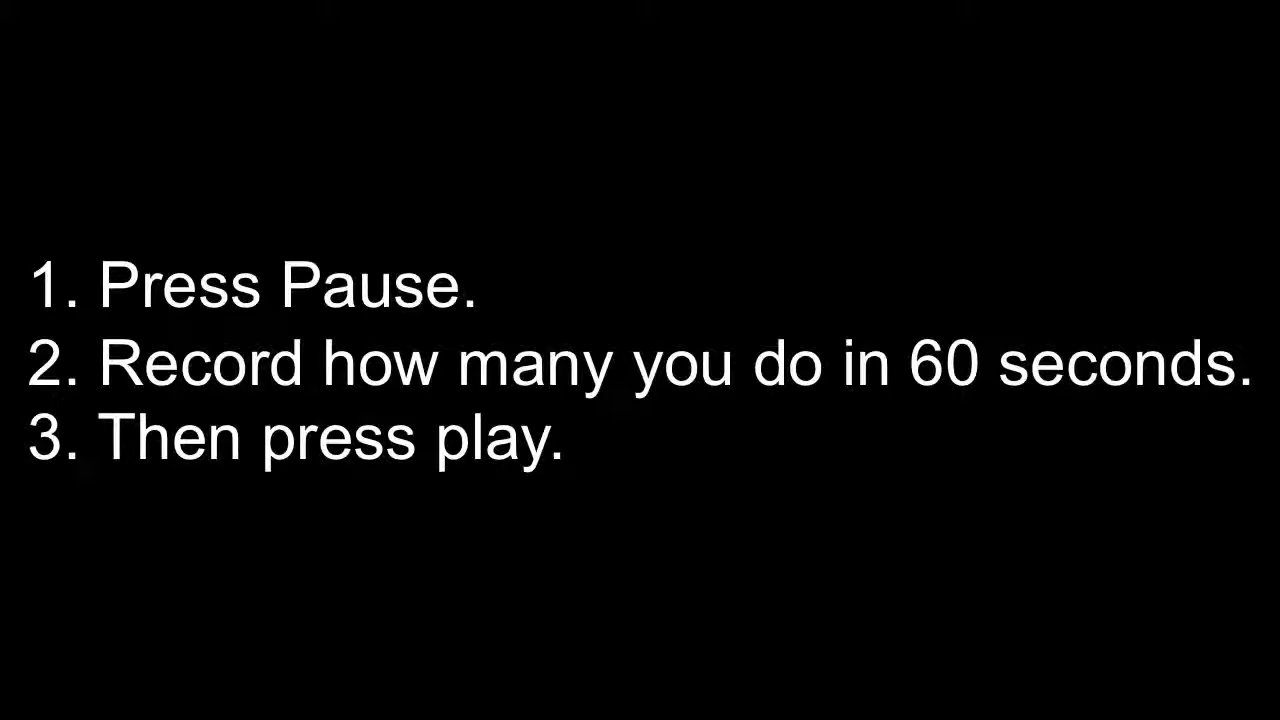 1. Press Pause.
2. Record how many you do in 60 seconds.
3. Then press play.